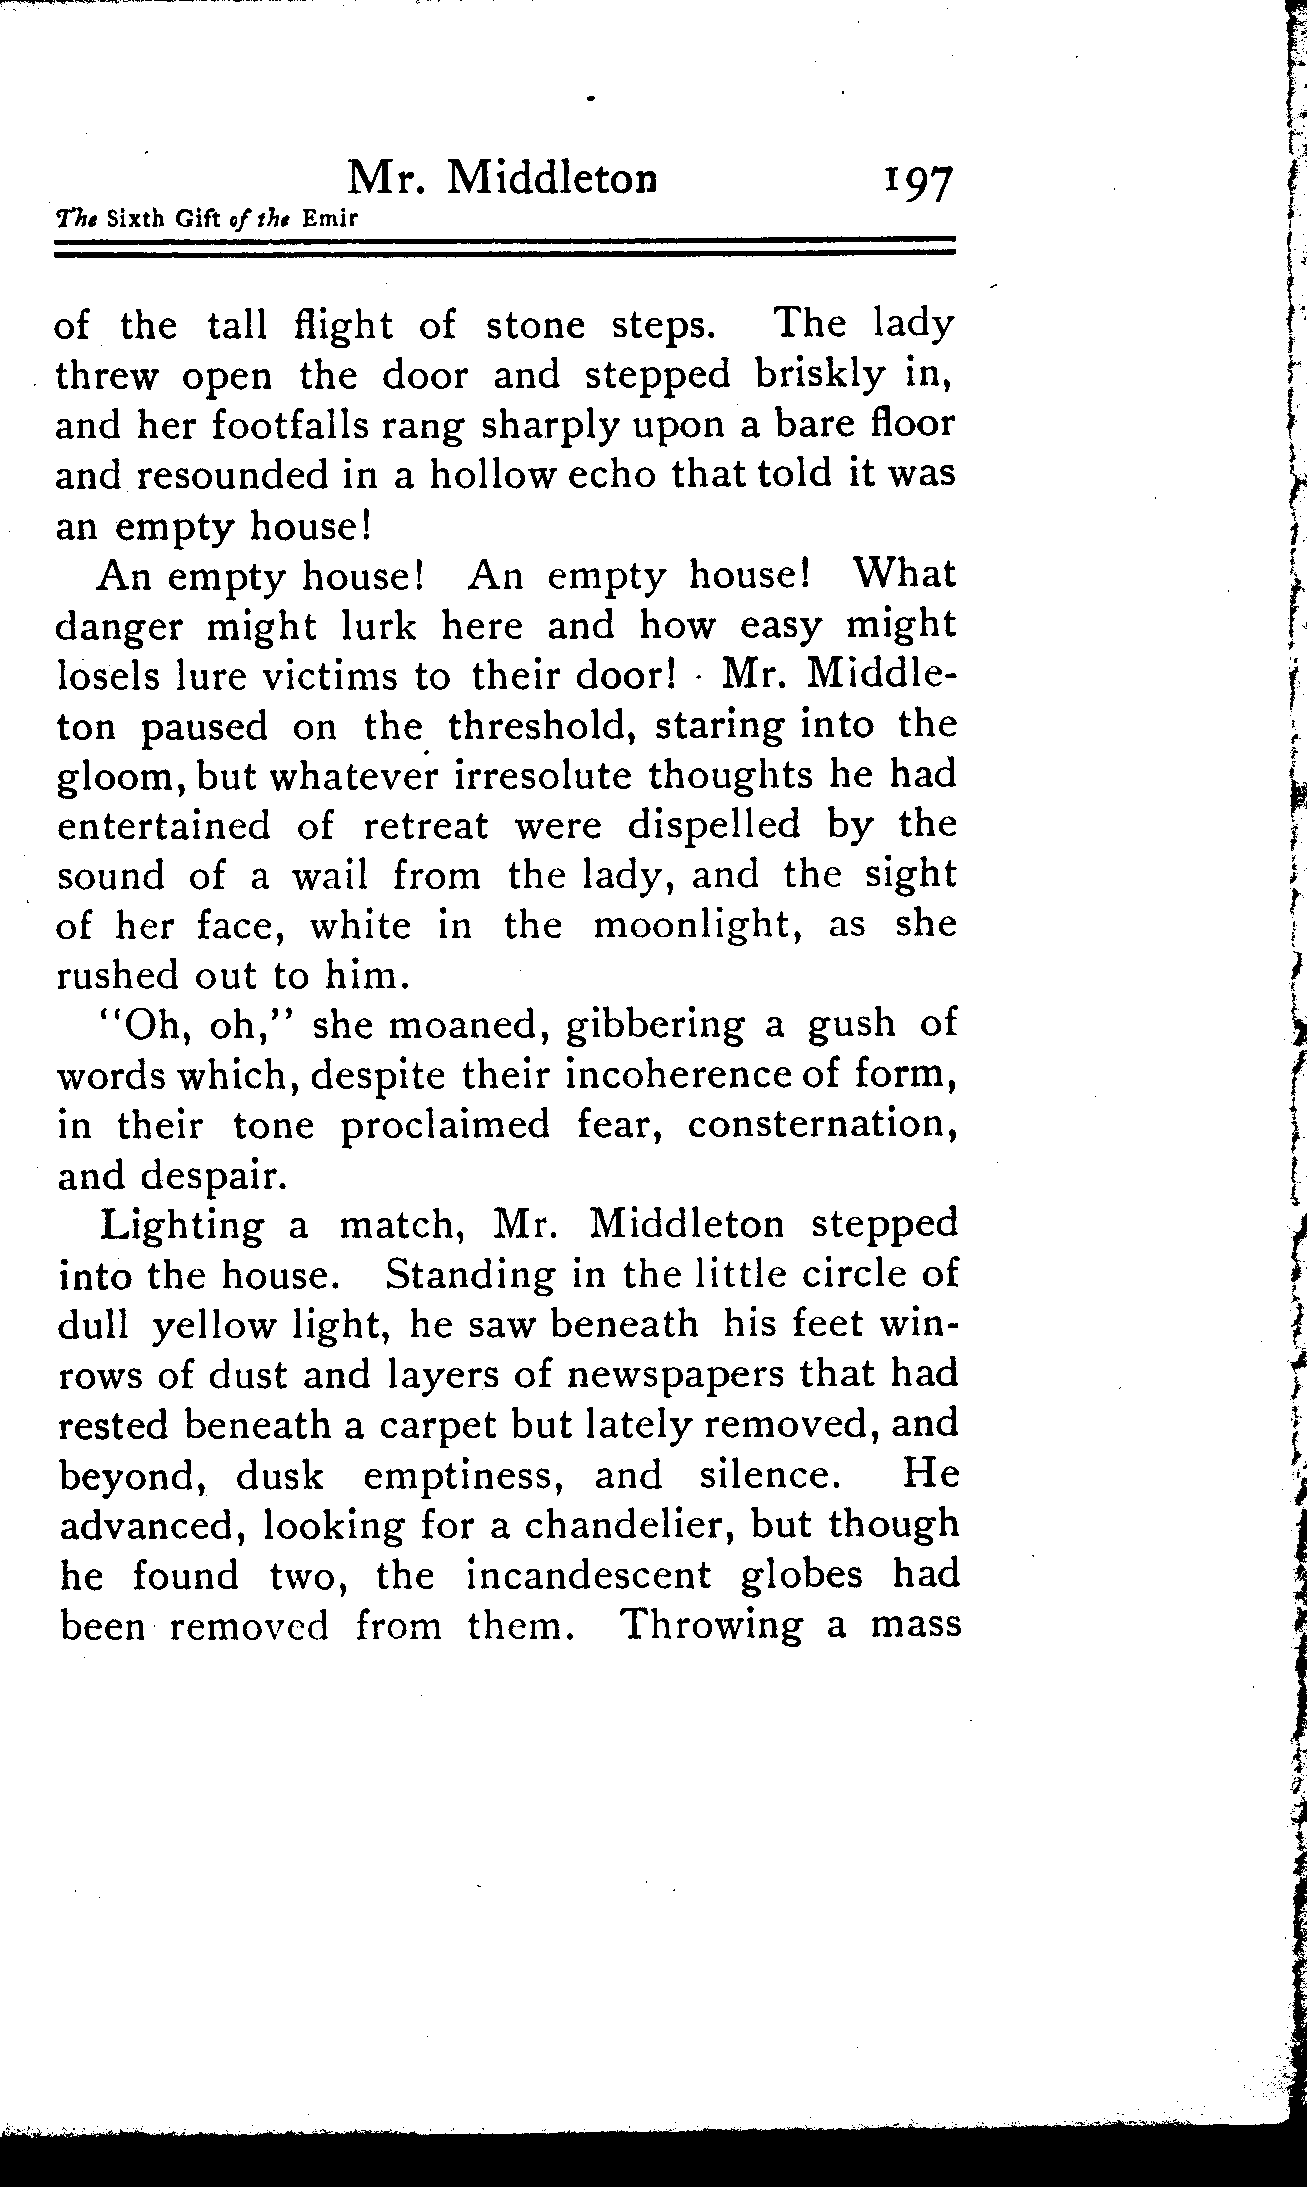 Mr. Middleton 197
The Sixth Gift of the Emir
of the tall flight of stone steps. The lady
threw open the door and stepped briskly in,
and her footfalls rang sharply upon a bare floor
and resounded in a hollow echo that told it was
an empty house!
An empty house! An empty house! What
danger might lurk here and how easy might
losels lure victims to their door! Mr. Middle-
ton paused on the threshold, staring into the
gloom, but whatever irresolute thoughts he had
entertained of retreat were dispelled by the
sound of a wail from the lady, and the sight
of her face, white in the moonlight, as she
rushed out to him.
"Oh, oh," she moaned, gibbering a gush of
words which, despite their incoherence of form,
in their tone proclaimed fear, consternation,
and despair.
Lighting a match, Mr. Middleton stepped
into the house. Standing in the little circle of
dull yellow light, he saw beneath his feet win-
rows of dust and layers of newspapers that had
rested beneath a carpet but lately removed, and
beyond, dusk emptiness, and silence. He
advanced, looking for a chandelier, but though
he found two, the incandescent globes had
been removed from them. Throwing a mass